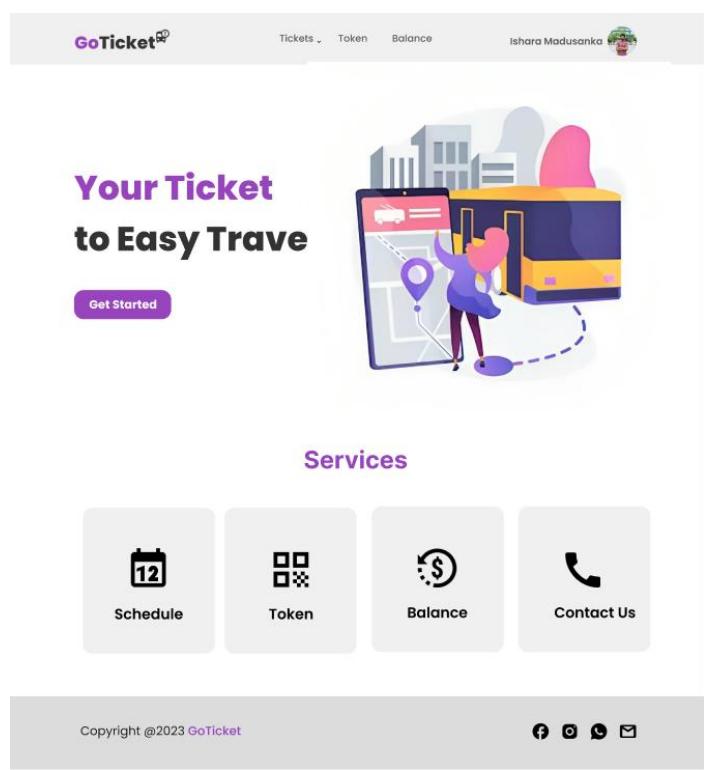 GoTicket
Tickets Token Balance
Ishara Madusanka
Your Ticket
to Easy Trave
Get Started
Services
12
Schedule
Token
$
Balance
Contact Us
Copyright @2023 GoTicket